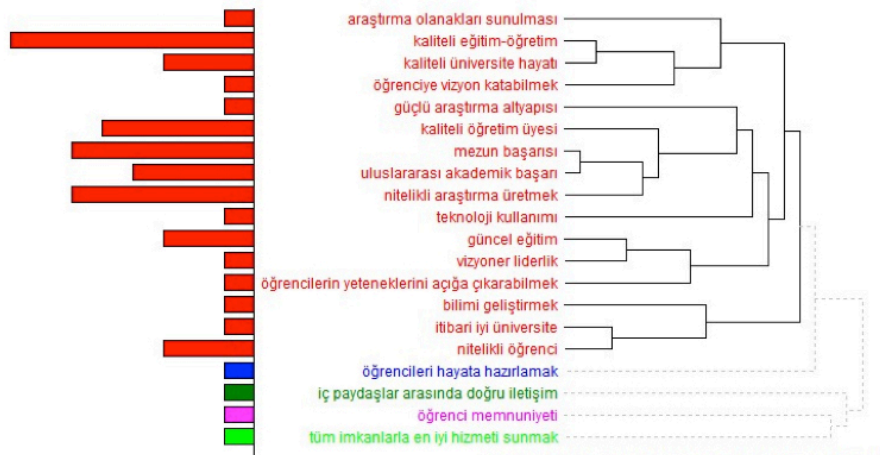 araştırma olanakları sunulması
kaliteli eğitim-öğretim
kaliteli üniversite hayatı
öğrenciye vizyon katabilmek
güçlü araştırma altyapısı
kaliteli öğretim üyesi
mezun başarısı
uluslararası akademik başarı
nitelikli araştırma üretmek
teknoloji kullanımı
güncel eğitim
vizyoner liderlik
öğrencilerin yeteneklerini açığa çıkarabilmek
bilimi geliştirmek
itibari iyi üniversite
nitelikli öğrenci
öğrencileri hayata hazırlamak
iç paydaşlar arasında doğru iletişim
öğrenci memnuniyeti
tüm imkanlarla en iyi hizmeti sunmak